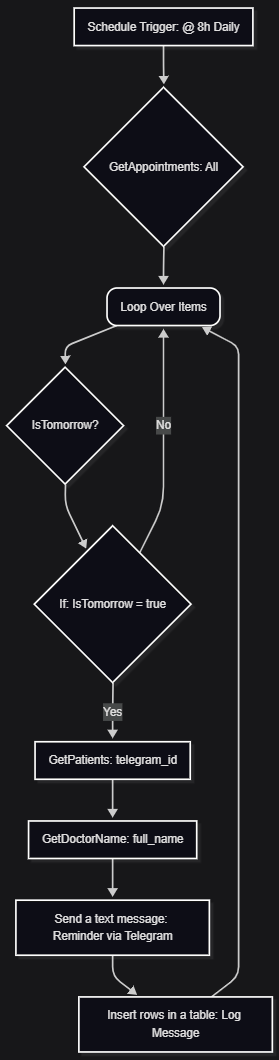 Schedule Trigger: @ 8h Daily
GetAppointments: All
Loop Over Items
IsTomorrow?
No
If: IsTomorrow = true
Yes
GetPatients: telegram_id
GetDoctorName: full_name
Send a text message:
Reminder via Telegram
Insert rows in a table: Log
Message